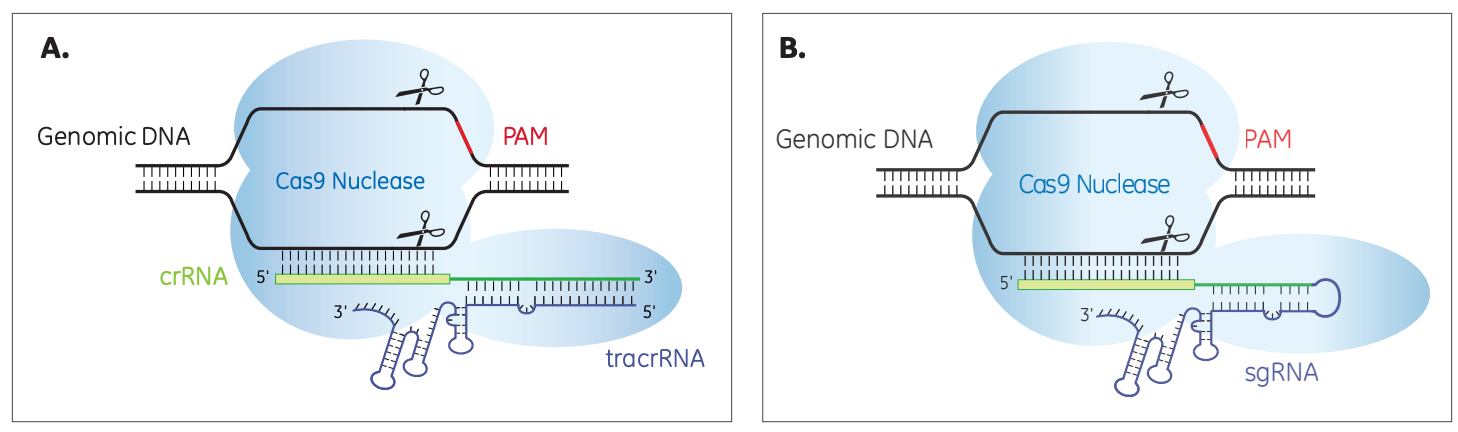 A.
Genomic DNA
PAM
Cas9 Nuclease
crRNA
5'
3'
3'
5'
tracrRNA
B.
Genomic DNA
PAM
Cas9 Nuclease
5'
3'
sgRNA